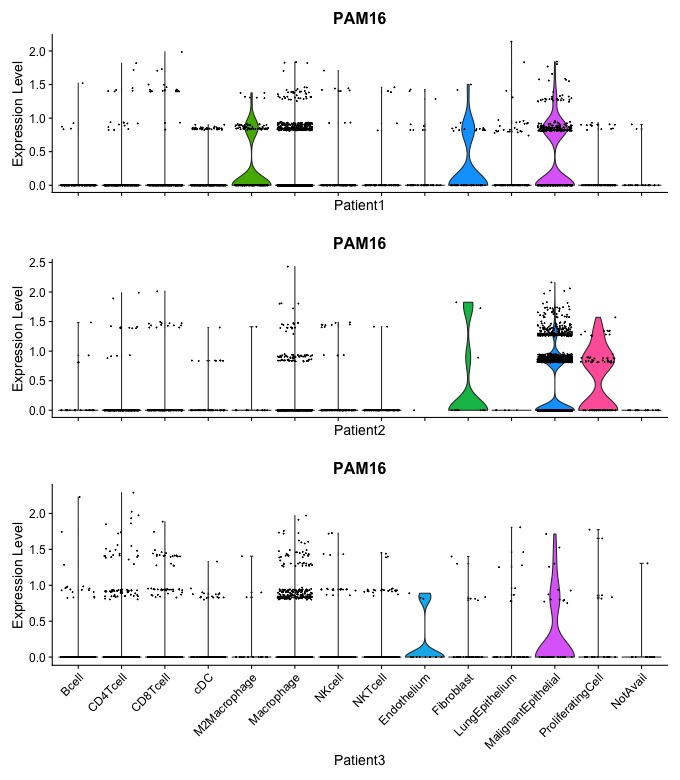 PAM16
Expression Level
2.0
1.5
1.0
0.5
0.0
Patient1
PAM16
Expression Level
2.5
2.0
1.5
1.0
0.5
0.0
Patient2
PAM16
Expression Level
2.0
1.5
1.0
0.5
0.0
Bcell
CD4Tcell
CD8Tcell
cDC
M2Macrophage
Macrophage
NKcell
NKTcell
Endothelium
Fibroblast
LungEpithelium
MalignantEpithelial
ProliferatingCell
NotAvail
Patient3